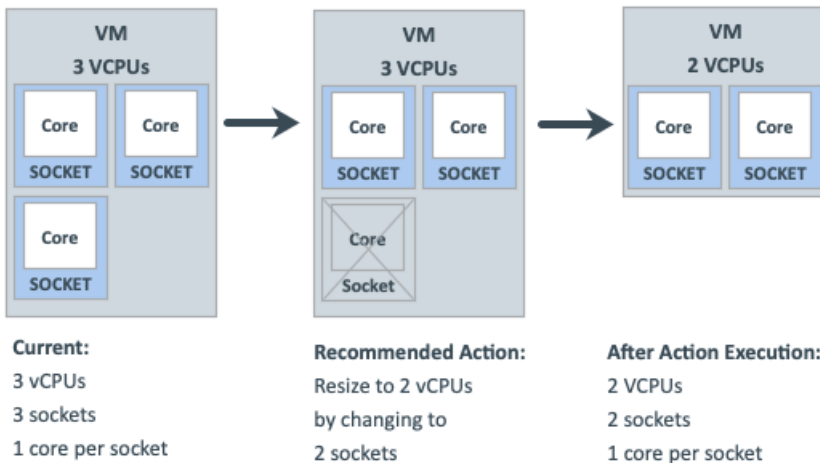 VM
3 VCPUs
Core
SOCKET
Core
SOCKET
Core
SOCKET
VM
3 VCPUs
Core
SOCKET
Core
SOCKET
Core
Socket
VM
2 VCPUs
Core
SOCKET
Core
SOCKET
Current:
3 vCPUs
3 sockets
1 core per socket
Recommended Action:
Resize to 2 vCPUs
by changing to
2 sockets
After Action Execution:
2 VCPUs
2 sockets
1 core per socket